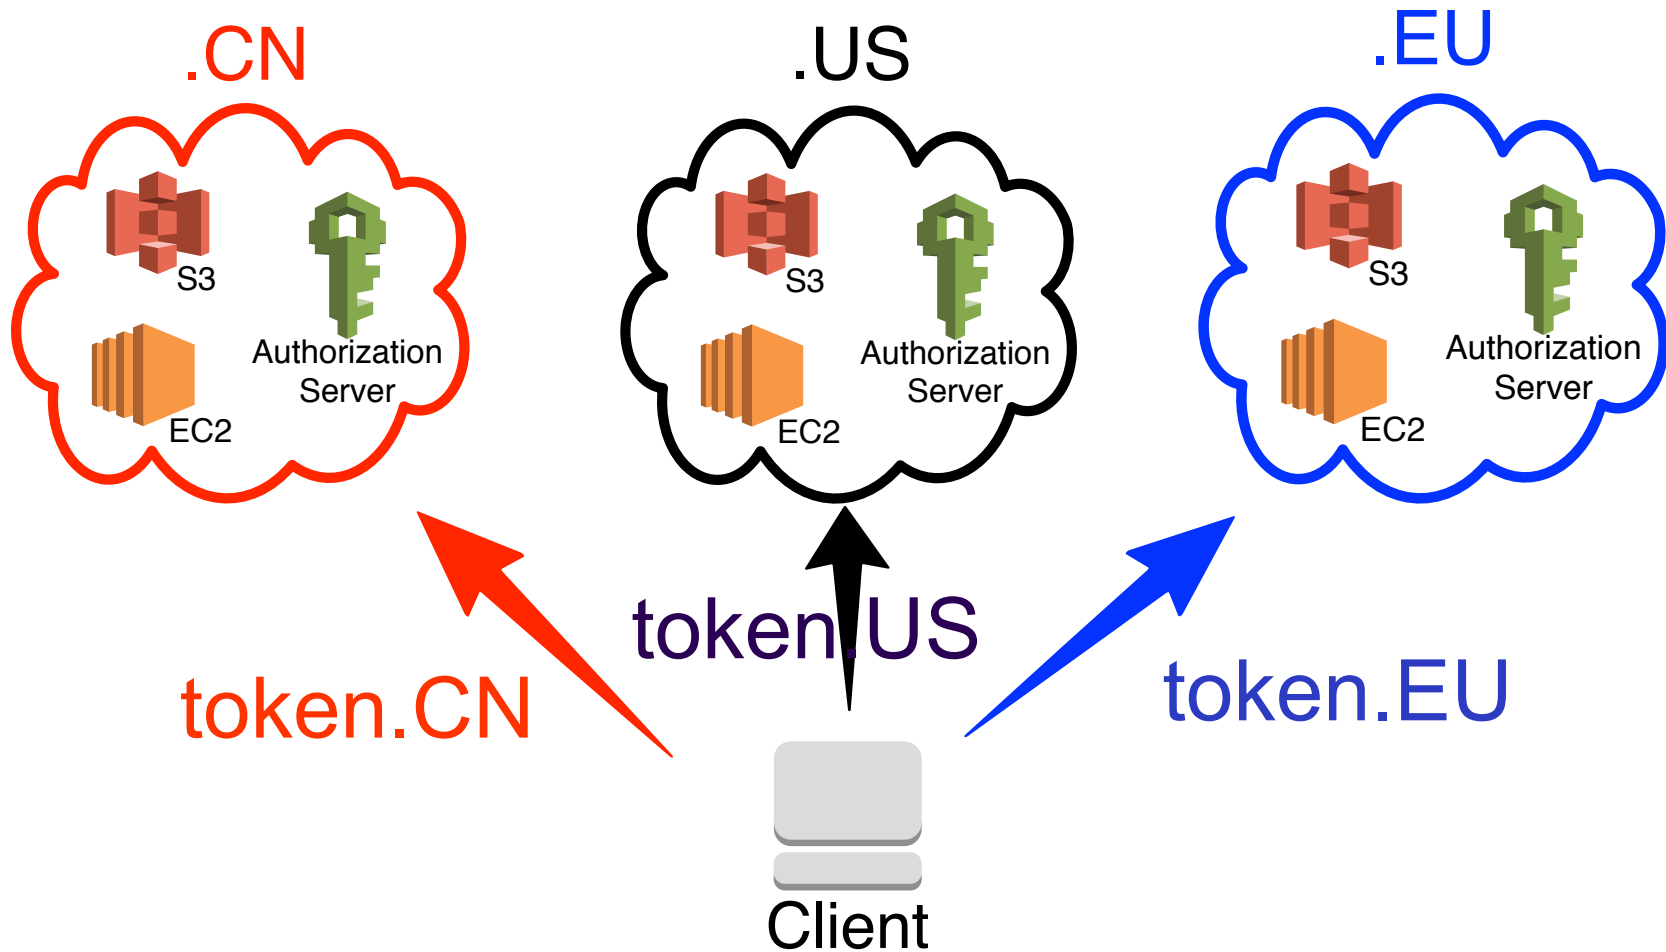 .CN
.US
.EU
S3
Authorization
Server
EC2
S3
Authorization
Server
EC2
S3
Authorization
Server
EC2
token.CN
token.US
token.EU
Client